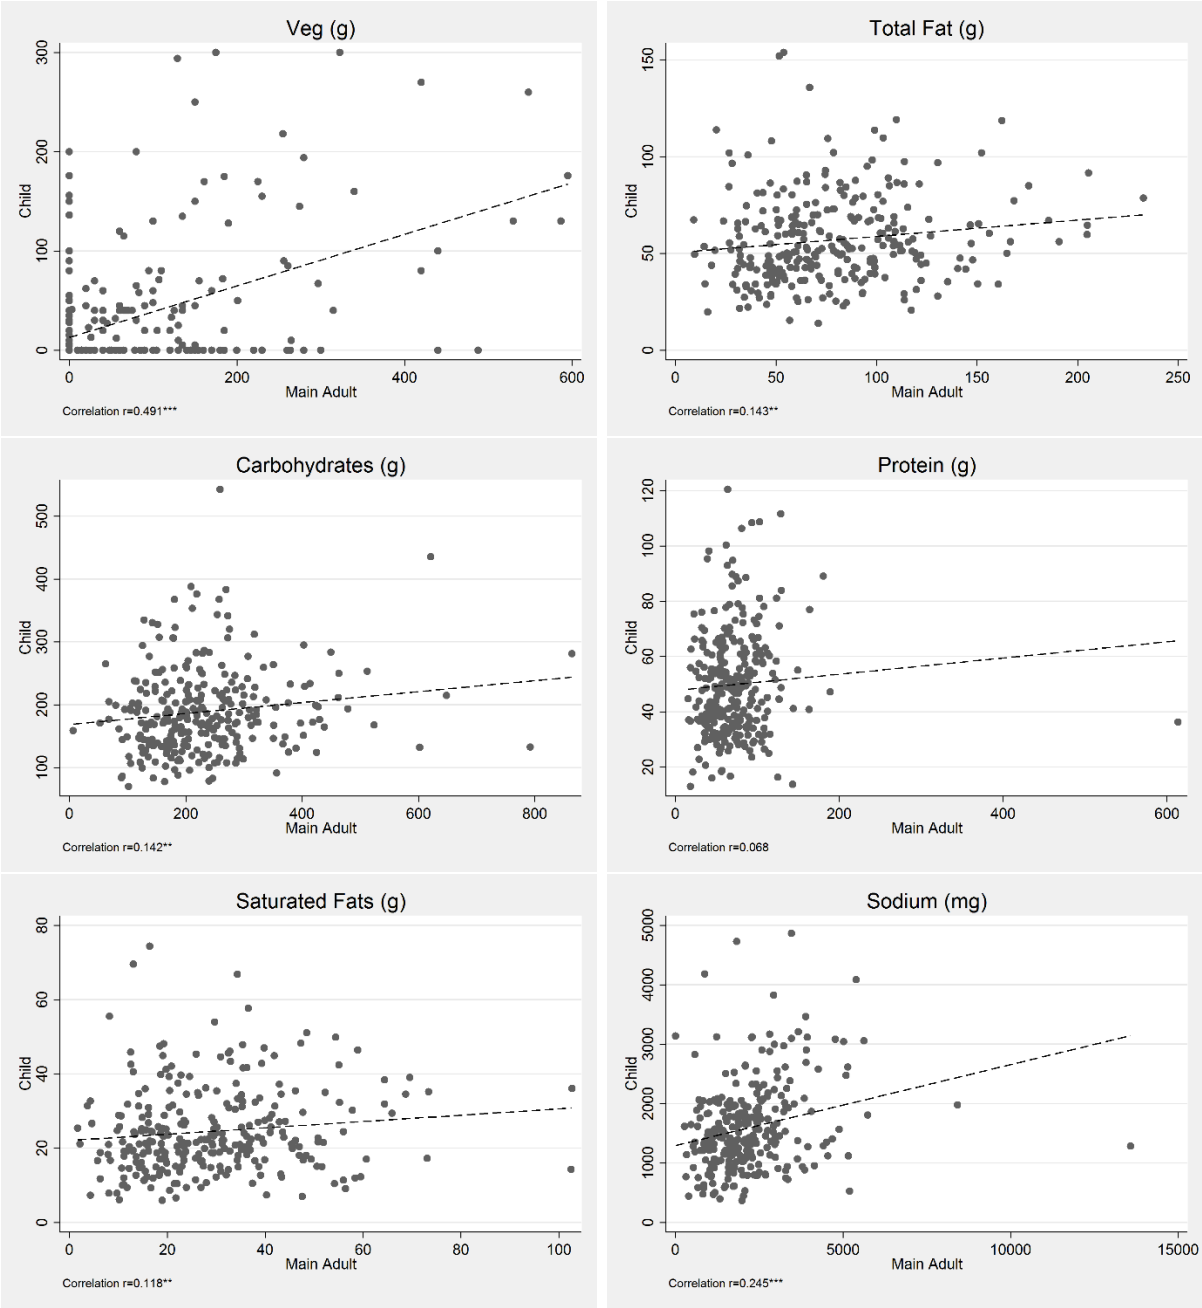 Veg (g)
300
200
100
0
Child
0 200 400 600
Main Adult
Correlation r=0.491***
Total Fat (g)
150
100
50
0
Child
0 50 100 150 200 250
Main Adult
Correlation r=0.143**
Carbohydrates (g)
500
400
300
200
100
Child
0 200 400 600 800
Main Adult
Correlation r=0.142**
Protein (g)
120
100
80
60
40
20
Child
0 200 400 600
Main Adult
Correlation r=0.068
Saturated Fats (g)
80
60
40
20
0
Child
0 20 40 60 80 100
Main Adult
Correlation r=0.118**
Sodium (mg)
5000
4000
3000
2000
1000
0
Child
0 5000 10000 15000
Main Adult
Correlation r=0.245***